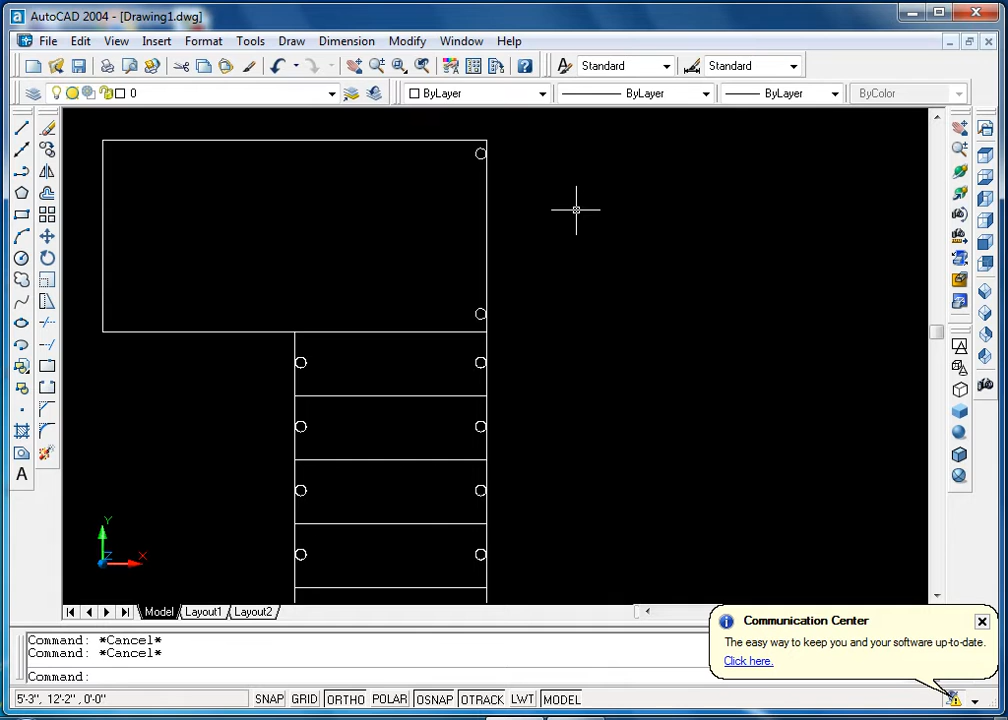 AutoCAD 2004 - [Drawing1.dwg]
File Edit View Insert Format Tools Draw Dimension Modify Window Help
Standard Standard
0 ByLayer ByLayer ByLayer ByColor
A
Y
Z X
Model Layout1 Layout2
Command: *Cancel*
Command: *Cancel*
Command:
Communication Center
The easy way to keep you and your software up-to-date.
Click here.
5'-3", 12'-2" ,0'-0" SNAP GRID ORTHO POLAR OSNAP OTRACK LWT MODEL